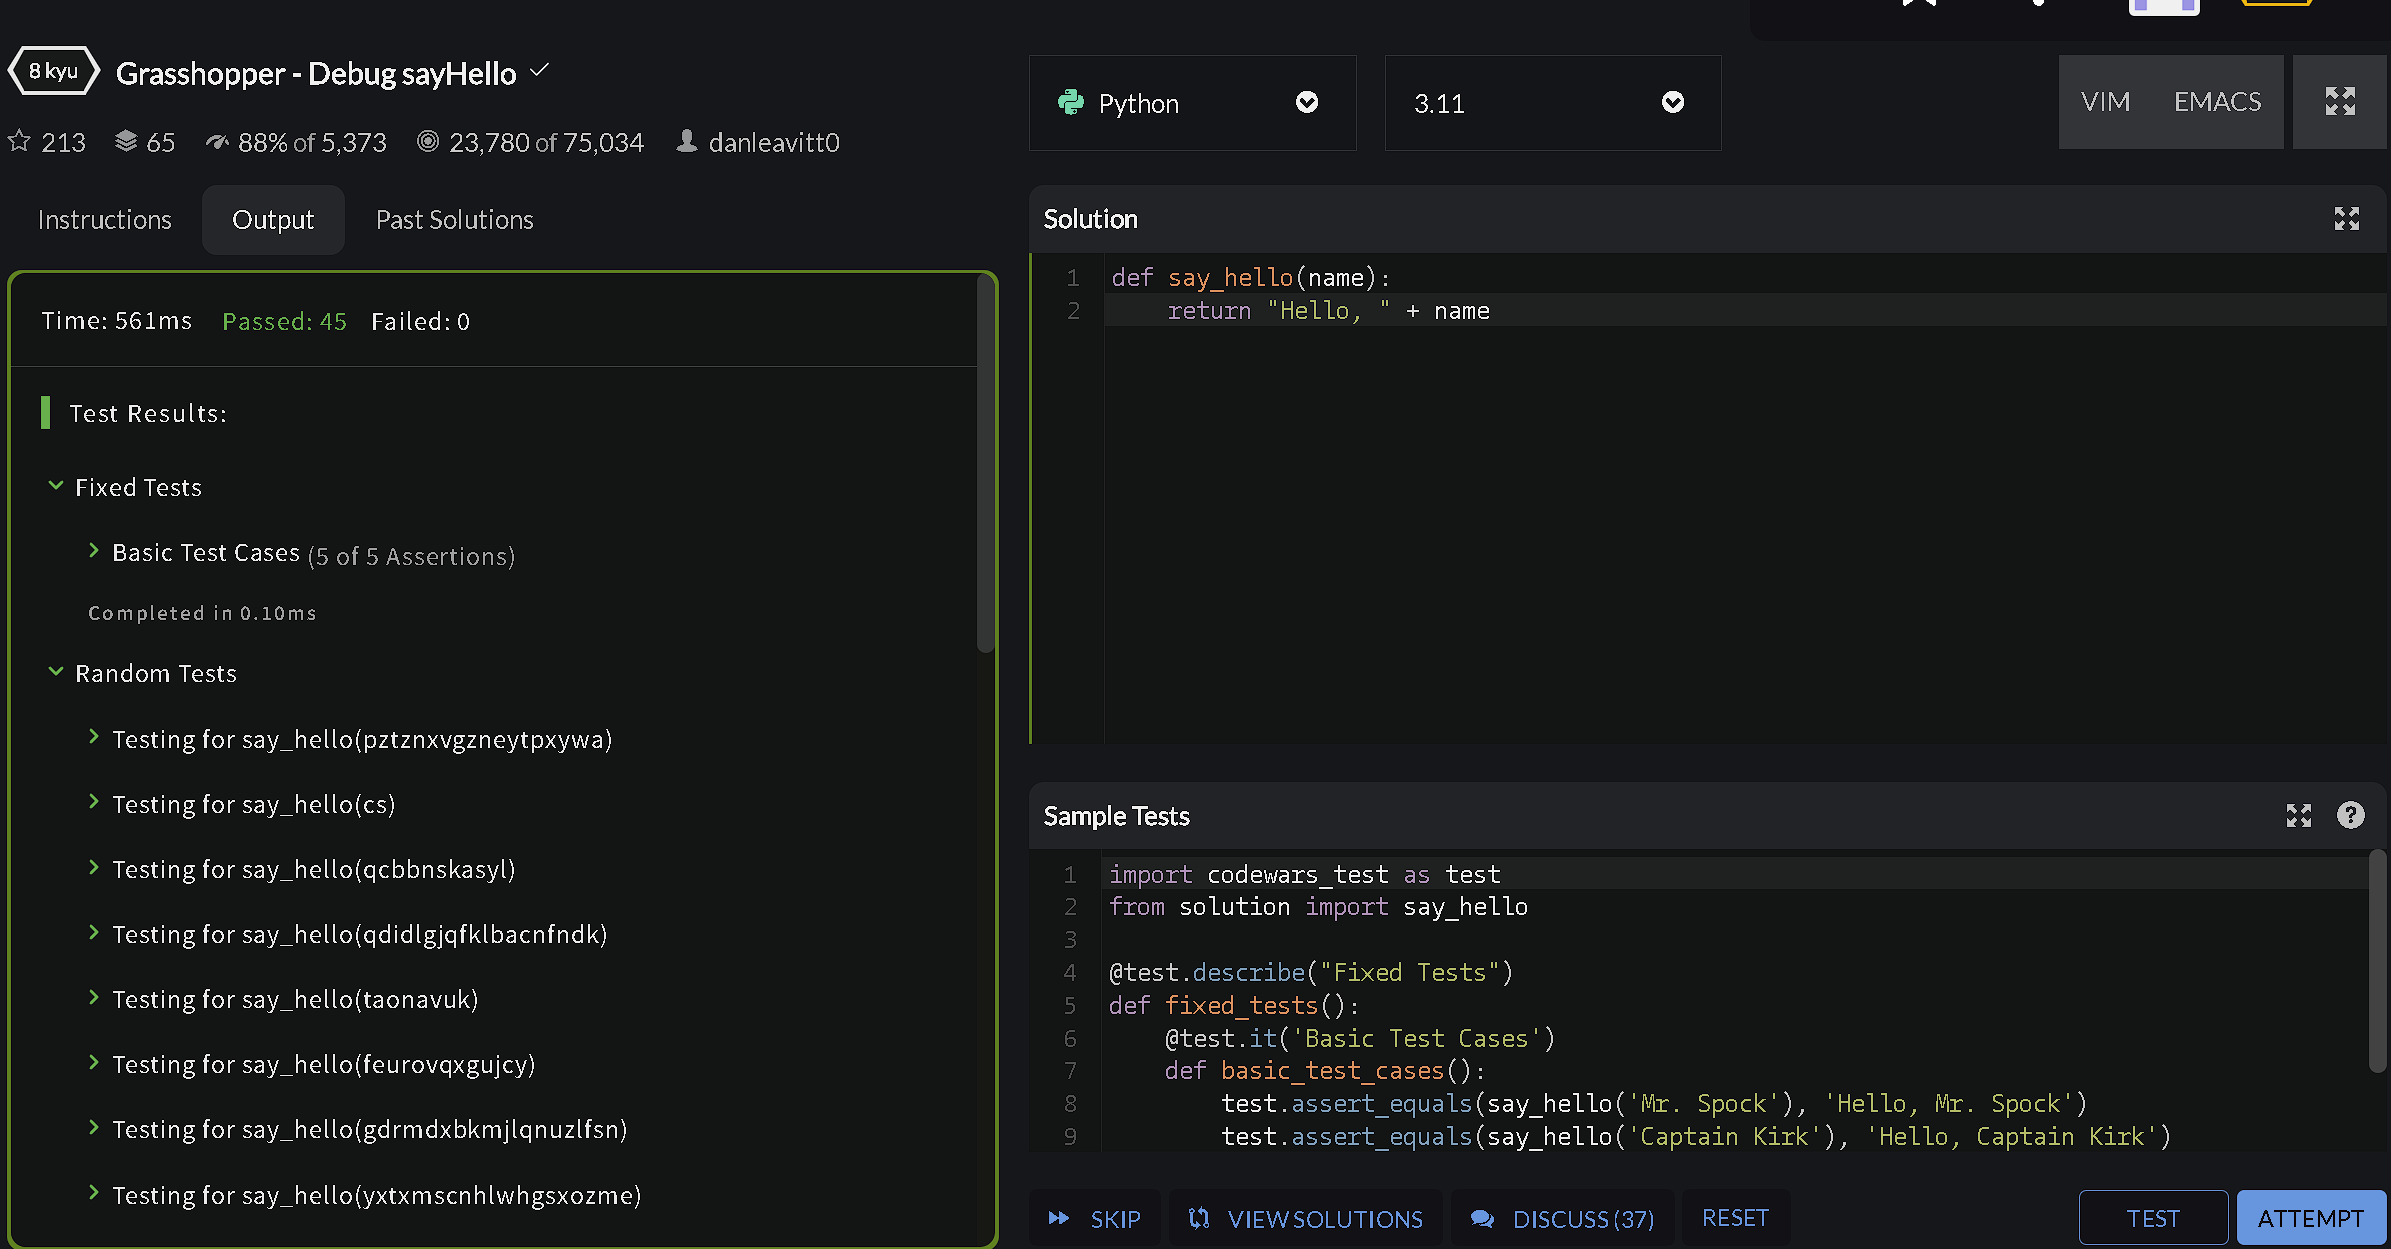 8 kyu
Grasshopper - Debug sayHello
213 65 88% of 5,373 23,780 of 75,034 danleavitt0
Instructions Output Past Solutions
Time: 561ms Passed: 45 Failed: 0
Test Results:
Fixed Tests
Basic Test Cases (5 of 5 Assertions)
Completed in 0.10ms
Random Tests
Testing for say_hello(pztznxvgzneytpxywa)
Testing for say_hello(cs)
Testing for say_hello(qcbbnskasyl)
Testing for say_hello(qdidlgjqfklbacnfndk)
Testing for say_hello(taonavuk)
Testing for say_hello(feurovqxgujcy)
Testing for say_hello(gdrmdxbkmjlqnuzlfsn)
Testing for say_hello(yxtxmscnhlwhgsxozme)
Python 3.11 VIM EMACS
Solution
1 def say_hello(name):
2     return "Hello, " + name
Sample Tests
1 import codewars_test as test
2 from solution import say_hello
3
4 @test.describe("Fixed Tests")
5 def fixed_tests():
6     @test.it('Basic Test Cases')
7     def basic_test_cases():
8         test.assert_equals(say_hello('Mr. Spock'), 'Hello, Mr. Spock')
9         test.assert_equals(say_hello('Captain Kirk'), 'Hello, Captain Kirk')
SKIP VIEW SOLUTIONS DISCUSS (37) RESET TEST ATTEMPT